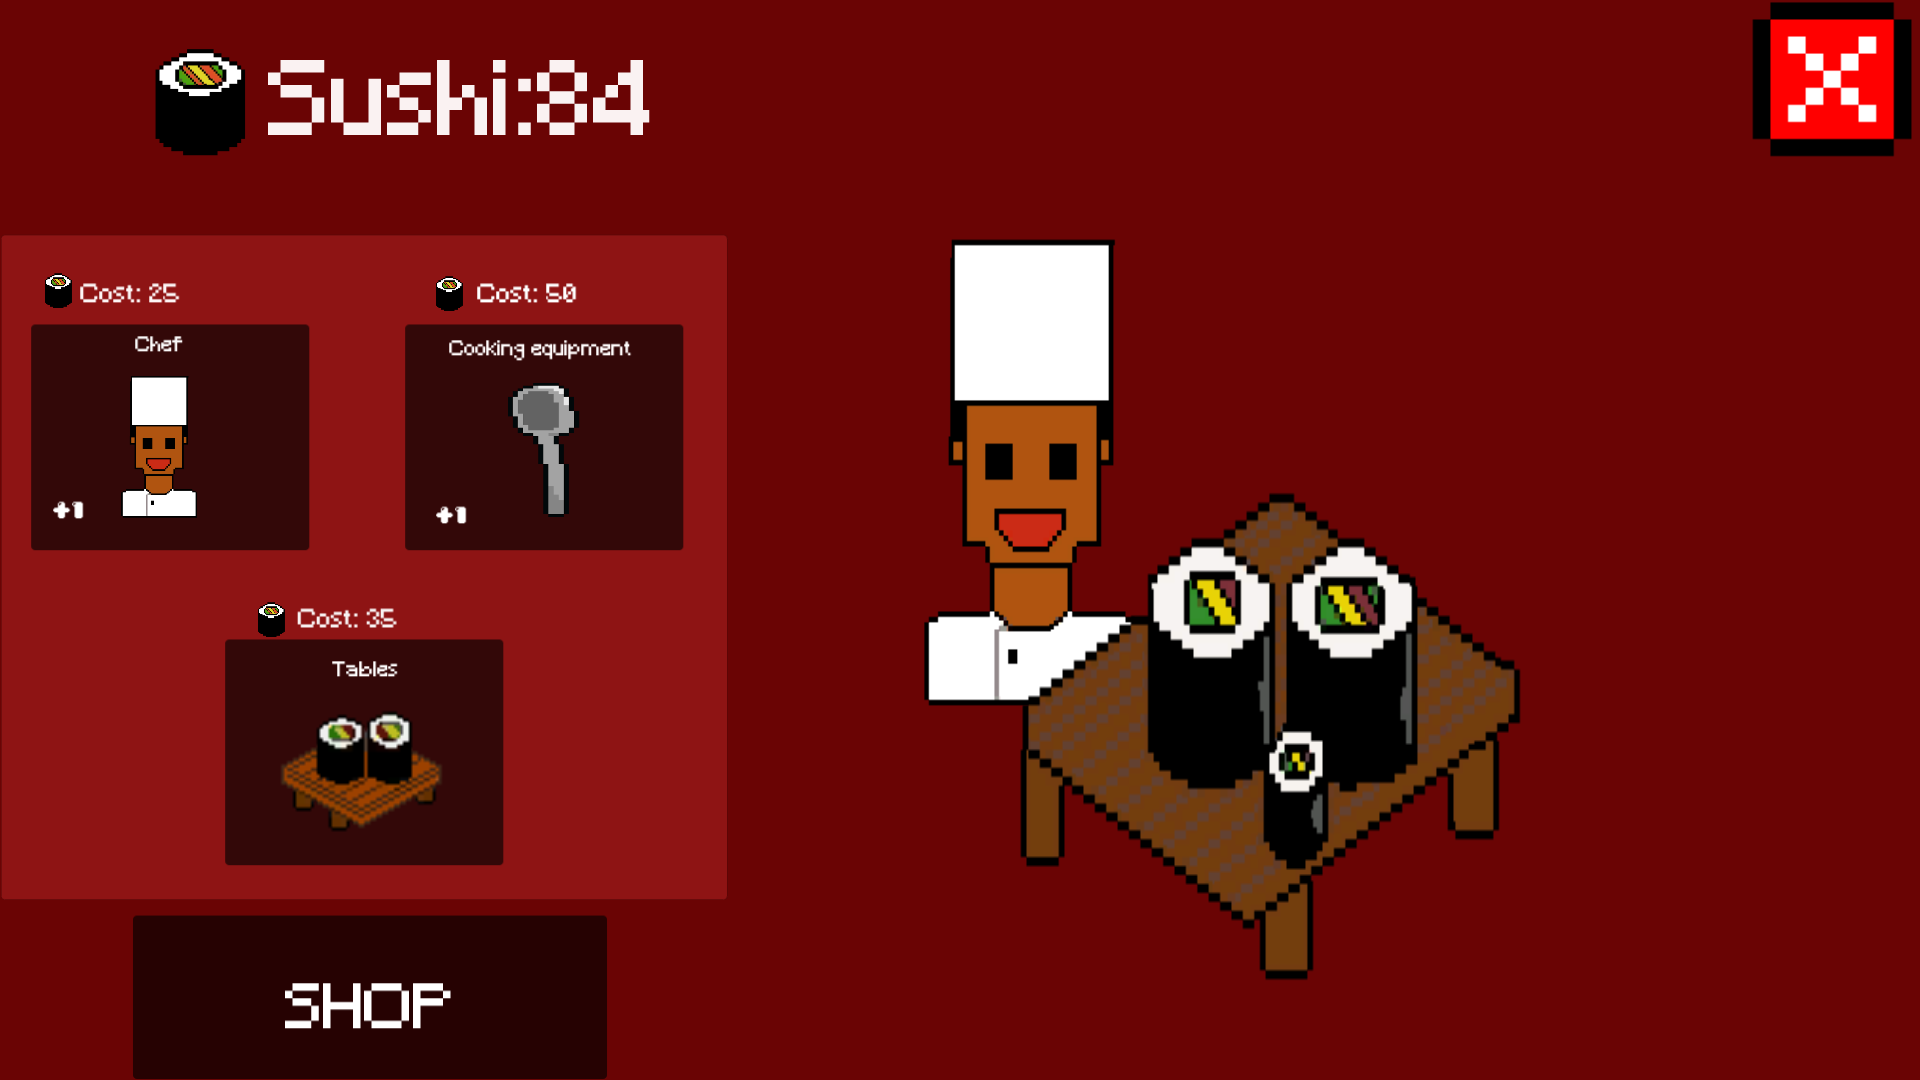 Sushi:84
Cost: 25
Cost: 50
Chef
Cooking equipment
+1
+1
Cost: 35
Tables
SHOP